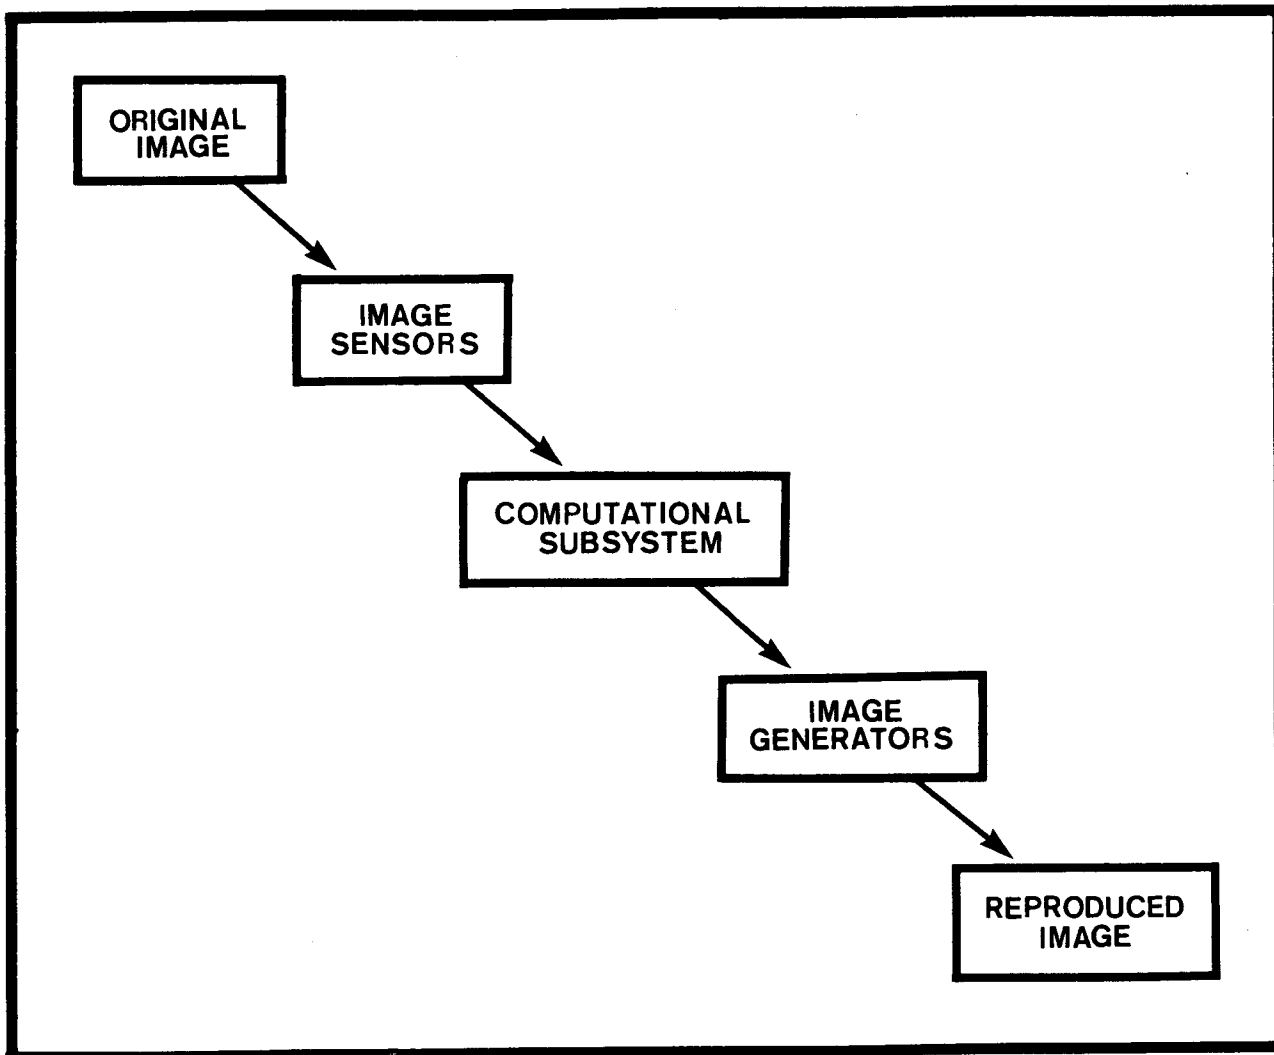 ORIGINAL
IMAGE
IMAGE
SENSORS
COMPUTATIONAL
SUBSYSTEM
IMAGE
GENERATORS
REPRODUCED
IMAGE